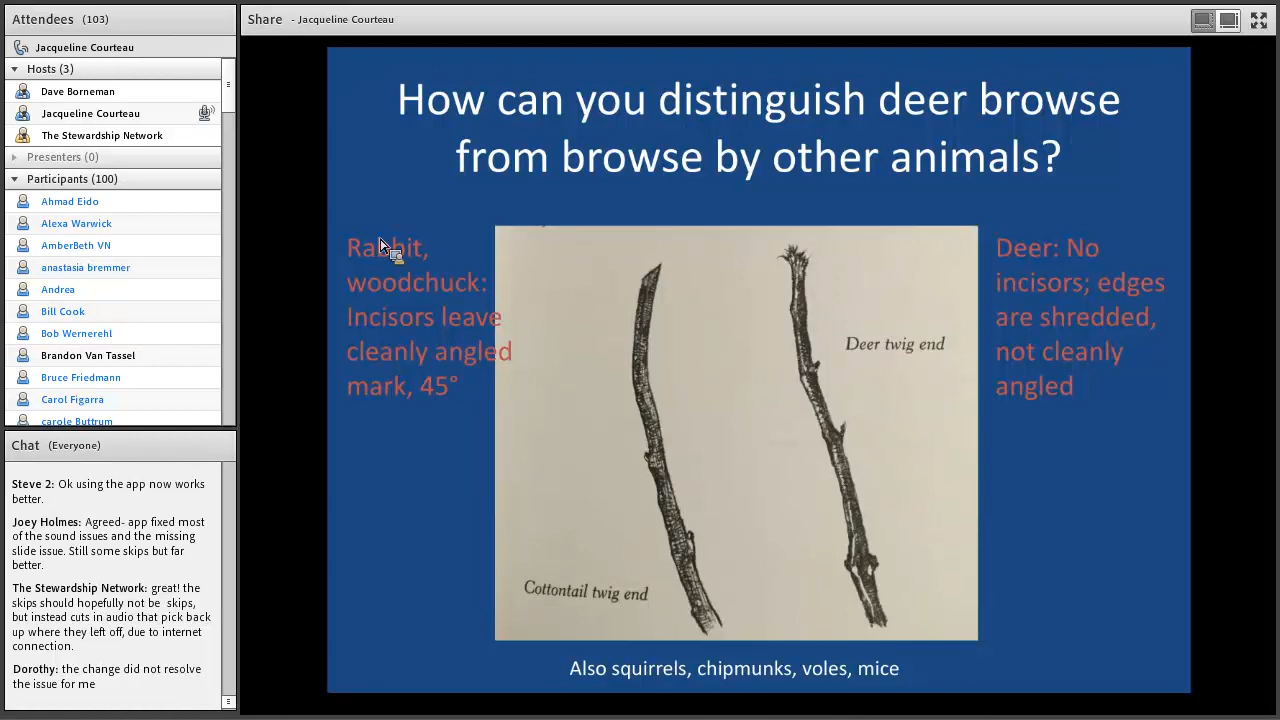 Attendees (103)
Jacqueline Courteau
Hosts (3)
Dave Borneman
Jacqueline Courteau
The Stewardship Network
Presenters (0)
Participants (100)
Ahmad Eido
Alexa Warwick
AmberBeth VN
anastasia bremmer
Andrea
Bill Cook
Bob Wernerehl
Brandon Van Tassel
Bruce Friedmann
Carol Figarra
carole Buttrum
Chat (Everyone)
Steve 2: Ok using the app now works
better.
Joey Holmes: Agreed- app fixed most
of the sound issues and the missing
slide issue. Still some skips but far
better.
The Stewardship Network: great! the
skips should hopefully not be skips,
but instead cuts in audio that pick back
up where they left off, due to internet
connection.
Dorothy: the change did not resolve
the issue for me
Share - Jacqueline Courteau
How can you distinguish deer browse
from browse by other animals?
Rabbit,
woodchuck:
Incisors leave
cleanly angled
mark, 45°
Cottontail twig end
Deer twig end
Deer: No
incisors; edges
are shredded,
not cleanly
angled
Also squirrels, chipmunks, voles, mice